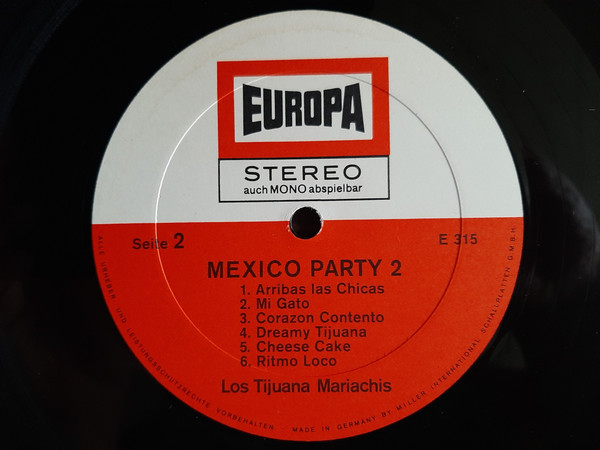 EUROPA
STEREO
auch MONO abspielbar
Seite 2
E 315
MEXICO PARTY 2
1. Arribas las Chicas
2. Mi Gato
3. Corazon Contento
4. Dreamy Tijuana
5. Cheese Cake
6. Ritmo Loco
Los Tijuana Mariachis
ALLE URHEBER- UND LEISTUNGSSCHUTZRECHTE VORBEHALTEN MADE IN GERMANY BY MILLER INTERNATIONAL SCHALLPLATTEN G.M.B.H.